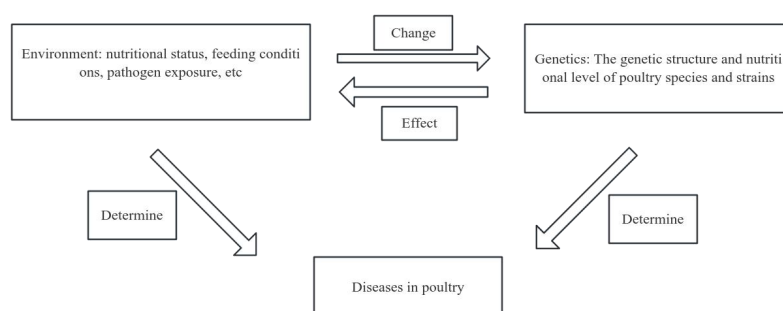 Change
Environment: nutritional status, feeding conditi
ons, pathogen exposure, etc
Genetics: The genetic structure and nutriti
onal level of poultry species and strains
Effect
Determine
Determine
Diseases in poultry